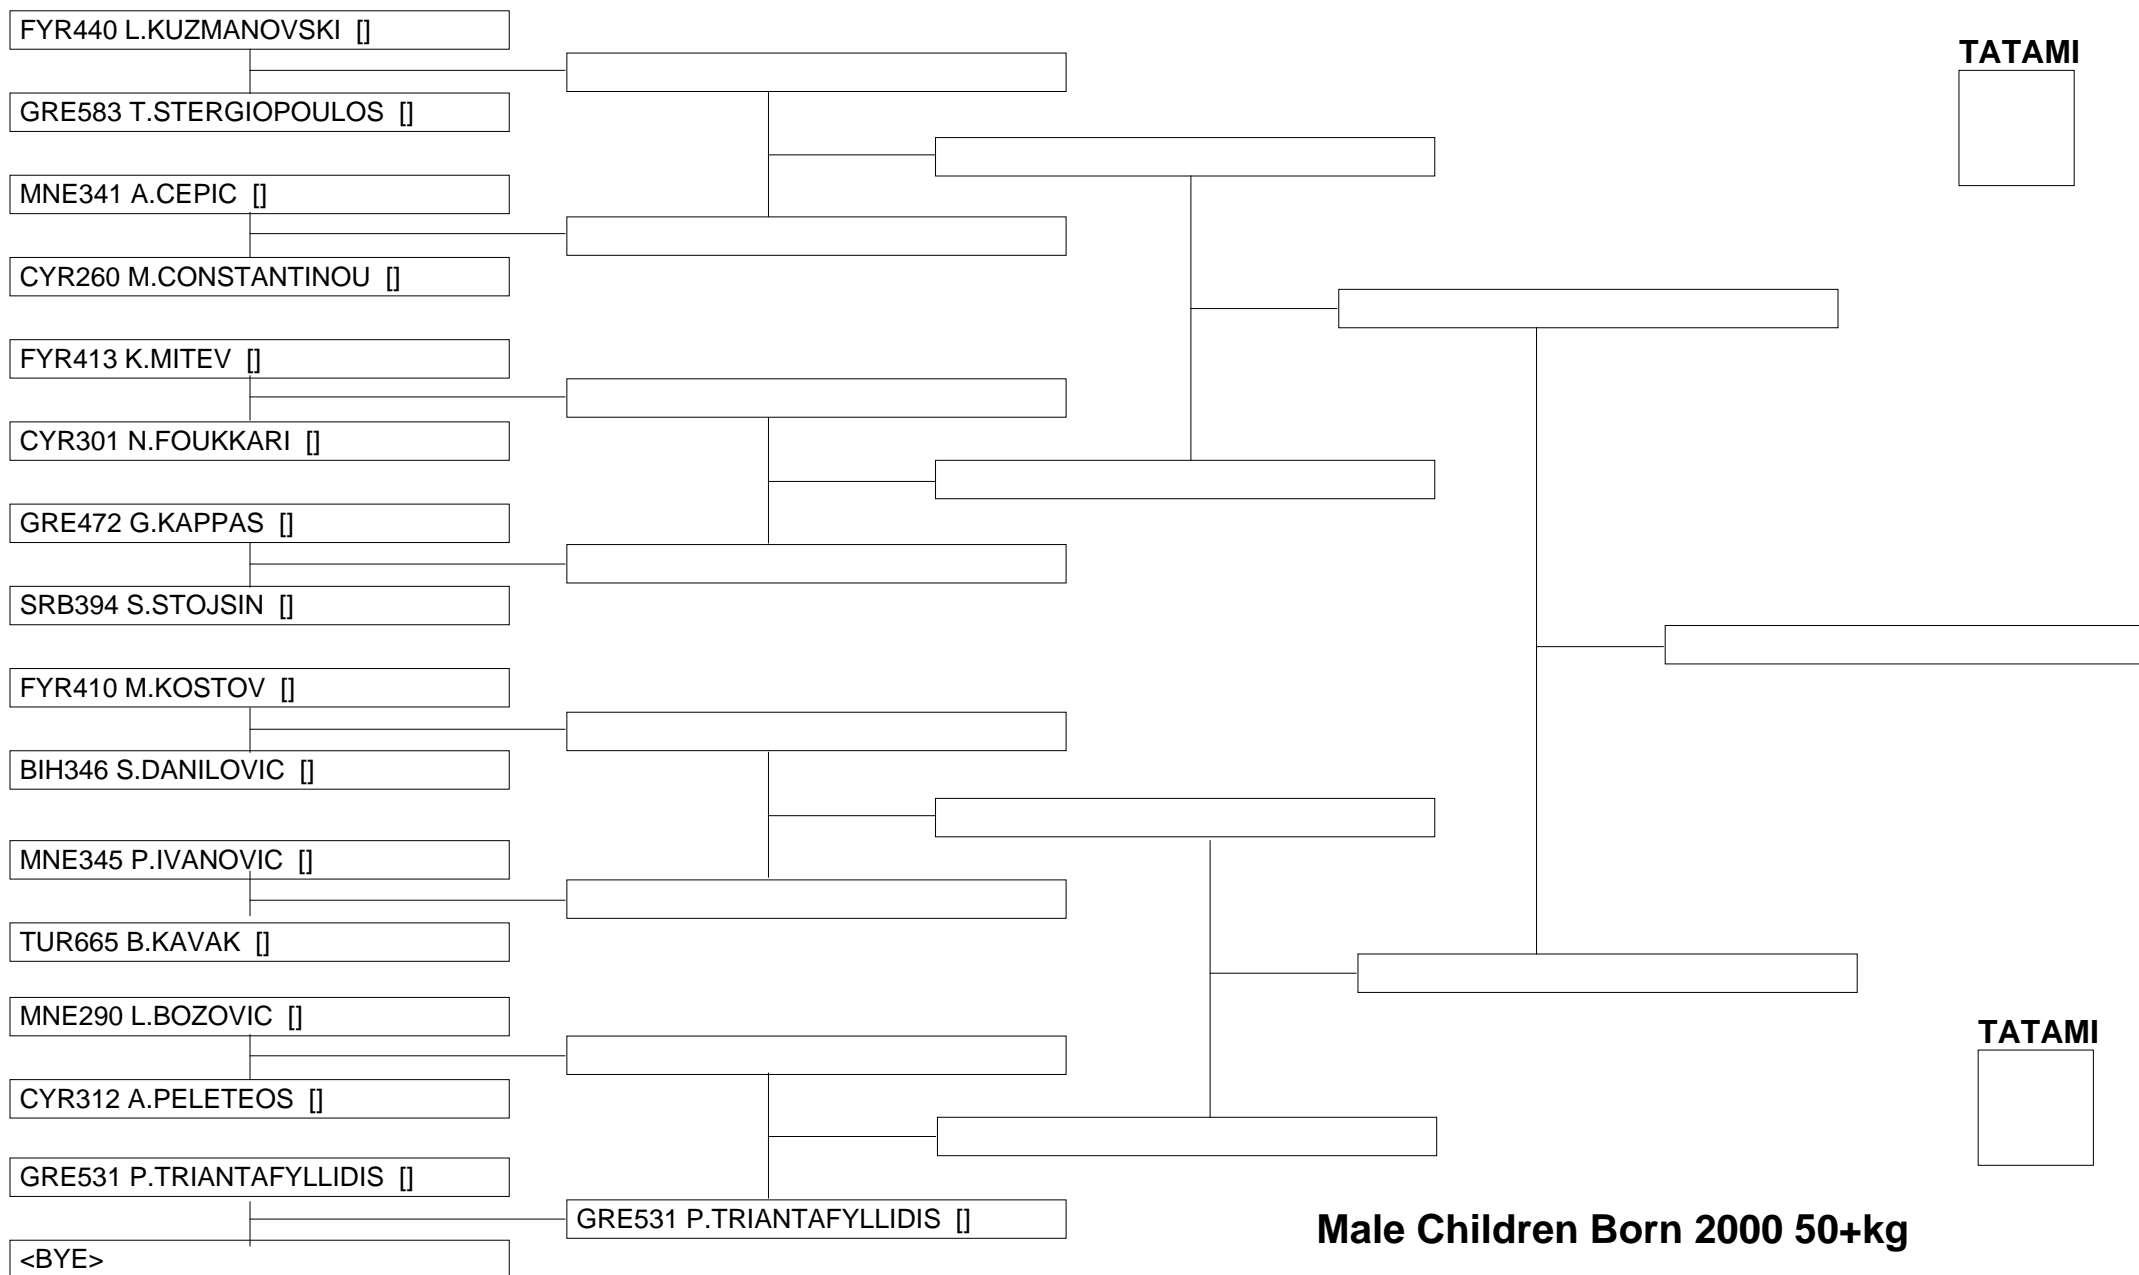 FYR440 L.KUZMANOVSKI []
TATAMI
GRE583 T.STERGIOPOULOS []
MNE341 A.CEPIC []
CYR260 M.CONSTANTINOU []
FYR413 K.MITEV []
CYR301 N.FOUKKARI []
GRE472 G.KAPPAS []
SRB394 S.STOJSIN []
FYR410 M.KOSTOV []
BIH346 S.DANILOVIC []
MNE345 P.IVANOVIC []
TUR665 B.KAVAK []
MNE290 L.BOZOVIC []
TATAMI
CYR312 A.PELETEOS []
GRE531 P.TRIANTAFYLLIDIS []
GRE531 P.TRIANTAFYLLIDIS []
Male Children Born 2000 50+kg
<BYE>